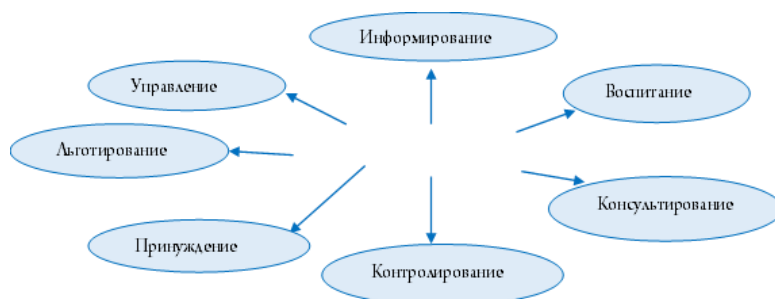 Информирование
Управление
Воспитание
Льготирование
Консультирование
Принуждение
Контролирование